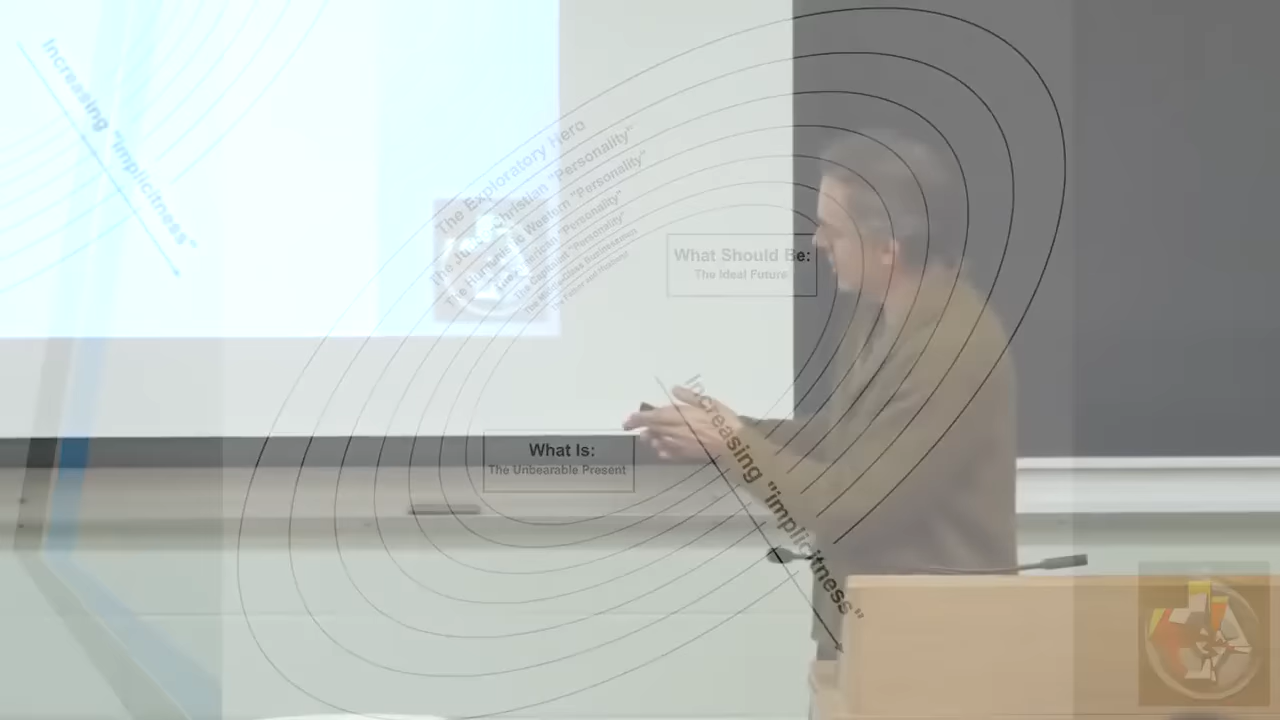 Increasing "implicitness"
The Exploratory Hero
The Judeo-Christian "Personality"
The Humanistic Western "Personality"
The American "Personality"
The Capitalist "Personality"
What Should Be:
The Ideal Future
What Is:
The Unbearable Present
Increasing "implicitness"